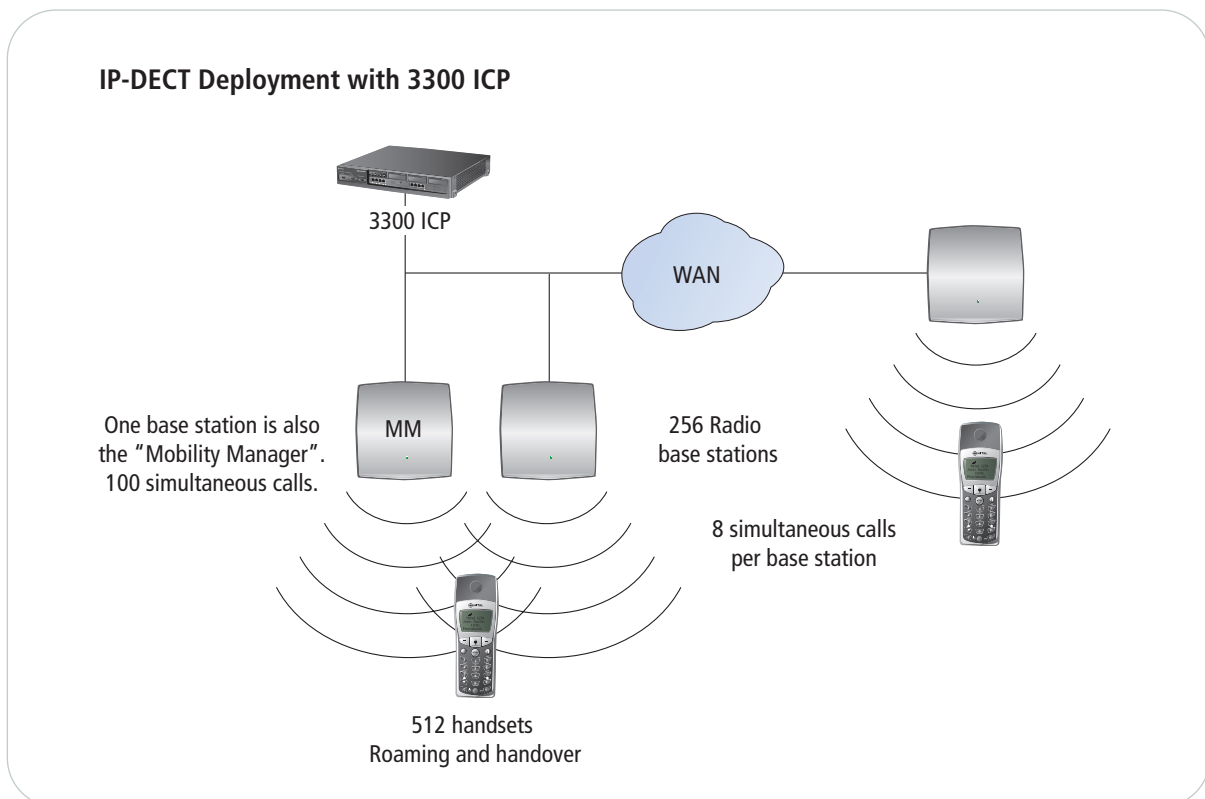 IP-DECT Deployment with 3300 ICP
3300 ICP
WAN
One base station is also
the “Mobility Manager”.
100 simultaneous calls.
MM
256 Radio
base stations
8 simultaneous calls
per base station
512 handsets
Roaming and handover